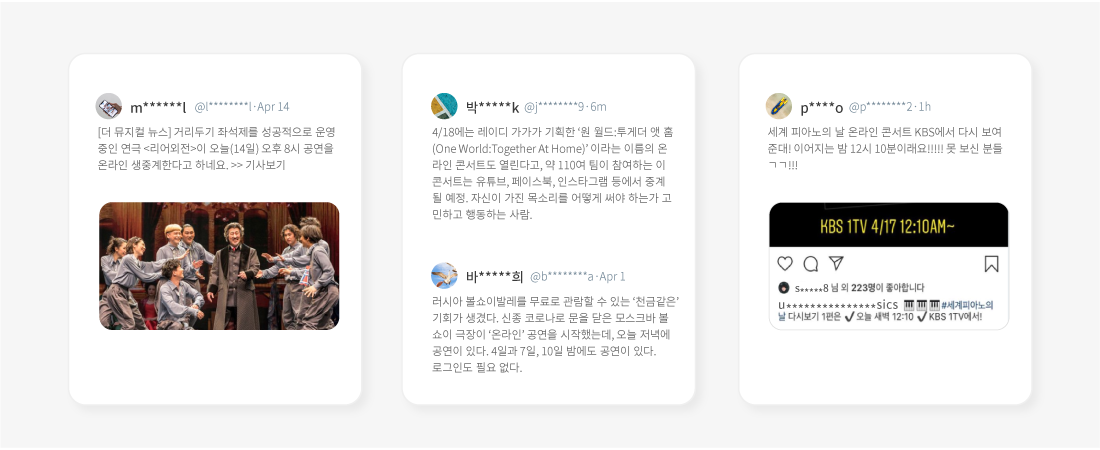 m******l @l********l·Apr 14
[더 뮤지컬 뉴스] 거리두기 좌석제를 성공적으로 운영
중인 연극 <리어외전>이 오늘(14일) 오후 8시 공연을
온라인 생중계한다고 하네요. >> 기사보기
박*****k @j********9·6m
4/18에는 레이디 가가가 기획한 ‘원 월드:투게더 앳 홈
(One World:Together At Home)’ 이라는 이름의 온
라인 콘서트도 열린다고, 약 110여 팀이 참여하는 이
콘서트는 유튜브, 페이스북, 인스타그램 등에서 중계
될 예정. 자신이 가진 목소리를 어떻게 써야 하는가 고
민하고 행동하는 사람.
바*****희 @b********a·Apr 1
러시아 볼쇼이발레를 무료로 관람할 수 있는 ‘천금같은’
기회가 생겼다. 신종 코로나로 문을 닫은 모스크바 볼
쇼이 극장이 ‘온라인’ 공연을 시작했는데, 오늘 저녁에
공연이 있다. 4일과 7일, 10일 밤에도 공연이 있다.
로그인도 필요 없다.
p****o @p********2·1h
세계 피아노의 날 온라인 콘서트 KBS에서 다시 보여
준대! 이어지는 밤 12시 10분이래요!!!!! 못 보신 분들
ㄱㄱ!!!
KBS 1TV 4/17 12:10AM~
s*****8 님 외 223명이 좋아합니다
u***************sics 🎹🎹🎹#세계피아노의
날 다시보기 1편은 ✔오늘 새벽 12:10 ✔KBS 1TV에서!